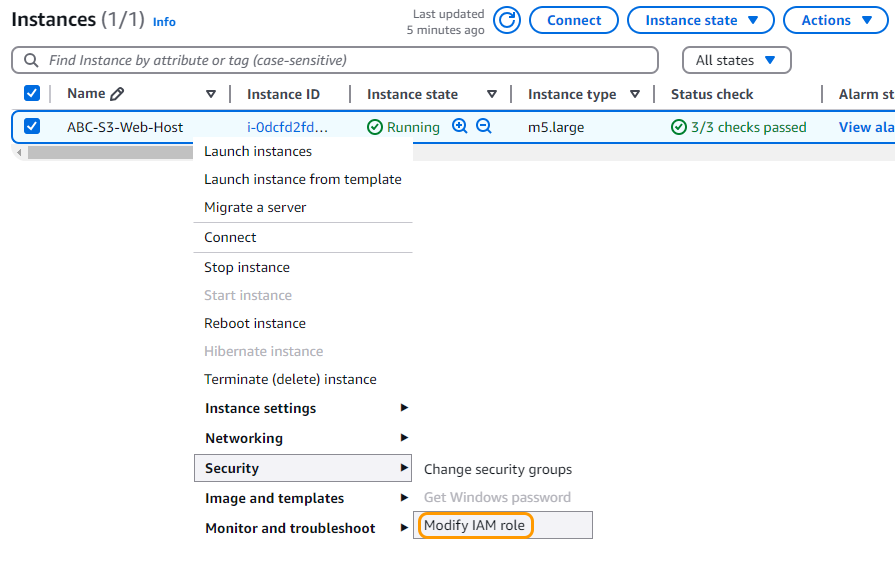 Instances (1/1) Info
Last updated
5 minutes ago
Connect
Instance state
Actions
Find Instance by attribute or tag (case-sensitive)
All states
Name Instance ID Instance state Instance type Status check Alarm st
ABC-S3-Web-Host i-0dcfd2fd... Running m5.large 3/3 checks passed View ala
Launch instances
Launch instance from template
Migrate a server
Connect
Stop instance
Start instance
Reboot instance
Hibernate instance
Terminate (delete) instance
Instance settings
Networking
Security
Change security groups
Get Windows password
Image and templates
Modify IAM role
Monitor and troubleshoot